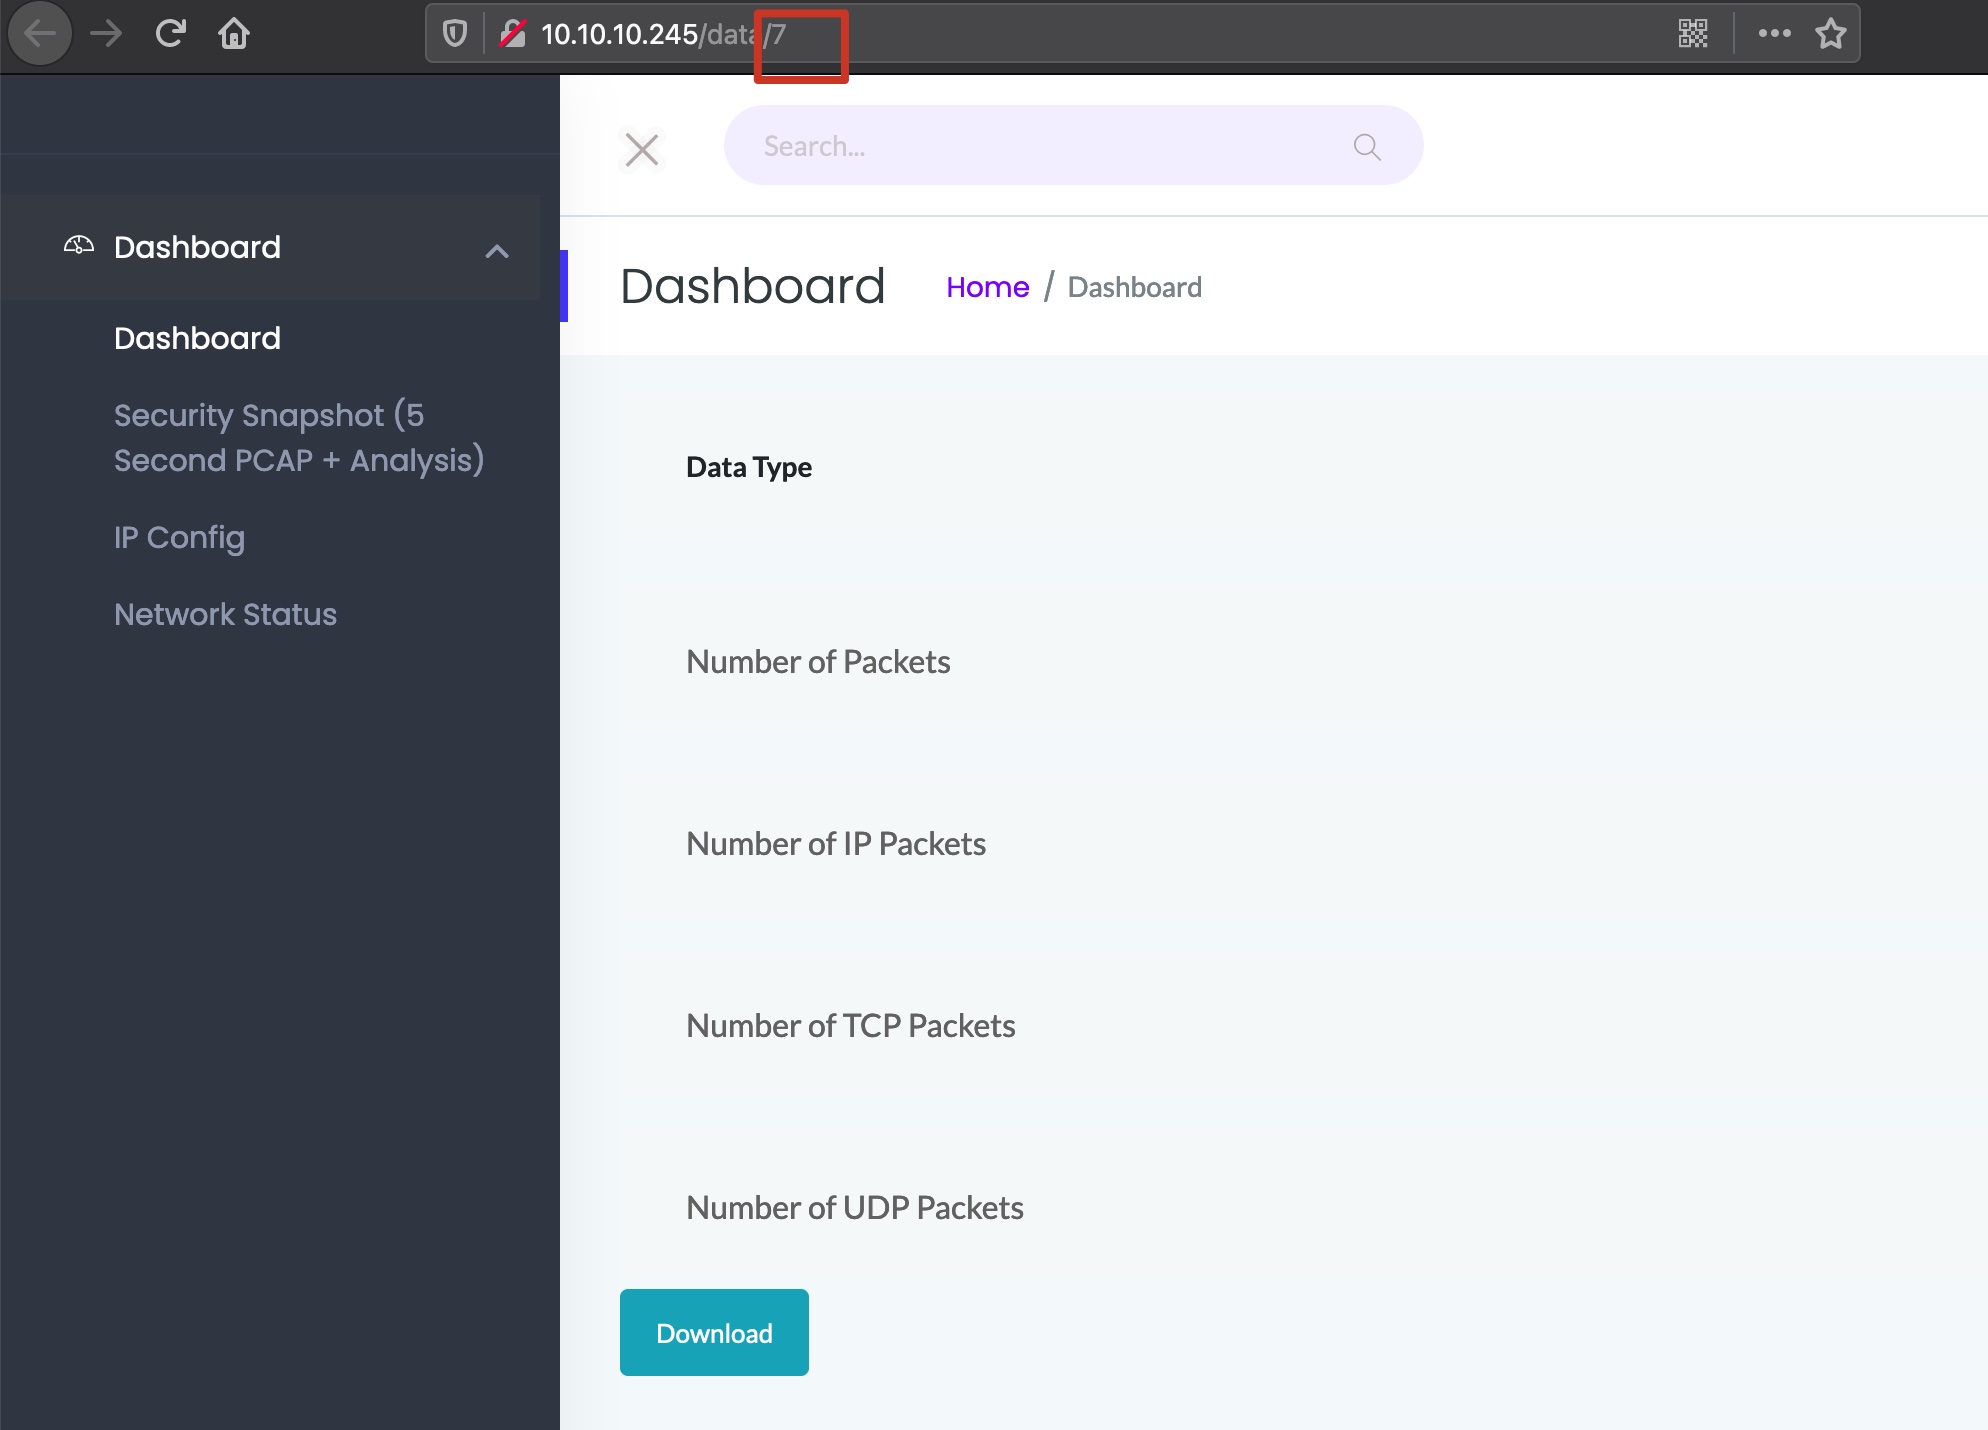 10.10.10.245/data/7
Search...
Dashboard
Dashboard
Security Snapshot (5
Second PCAP + Analysis)
IP Config
Network Status
Dashboard
Home / Dashboard
Data Type
Number of Packets
Number of IP Packets
Number of TCP Packets
Number of UDP Packets
Download